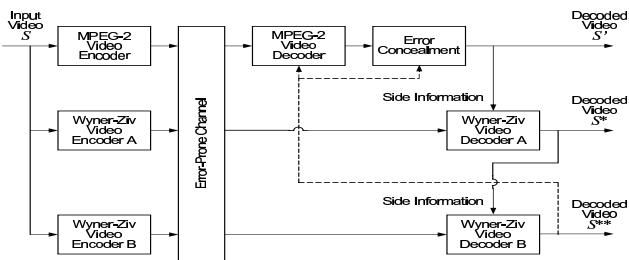 Input
Video
S
MPEG-2
Video
Encoder
MPEG-2
Video
Decoder
Error
Concealment
Decoded
Video
S'
Side Information
Wyner-Ziv
Video
Encoder A
Error-Prone Channel
Wyner-Ziv
Video
Decoder A
Decoded
Video
S*
Side Information
Wyner-Ziv
Video
Encoder B
Wyner-Ziv
Video
Decoder B
Decoded
Video
S**